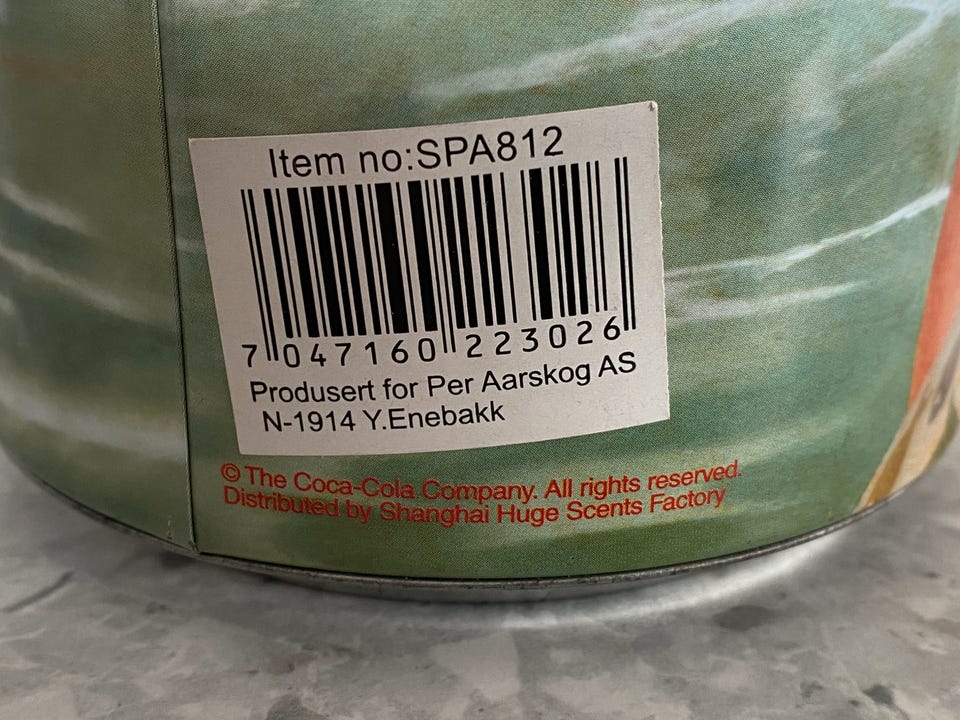 Item no:SPA812
7 047160 223026
Produsert for Per Aarskog AS
N-1914 Y.Enebakk
© The Coca-Cola Company. All rights reserved.
Distributed by Shanghai Huge Scents Factory